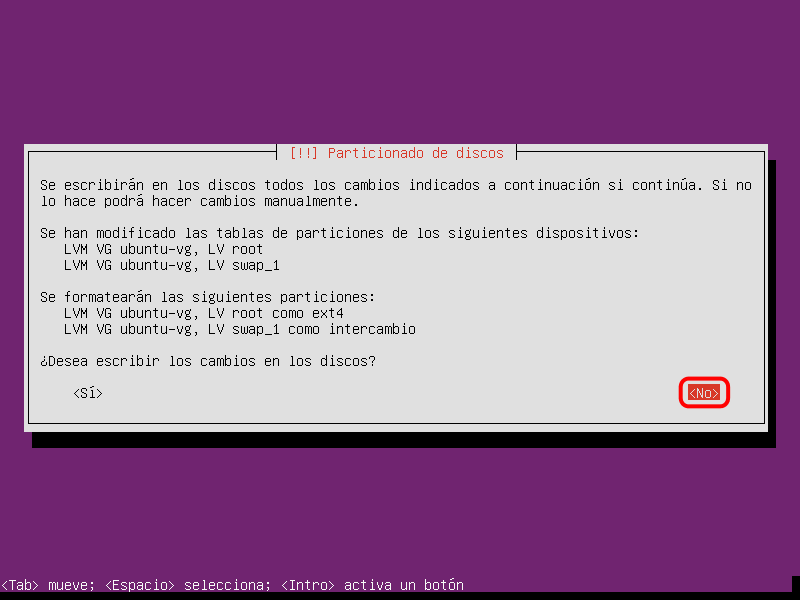 [!!] Particionado de discos
Se escribirán en los discos todos los cambios indicados a continuación si continúa. Si no
lo hace podrá hacer cambios manualmente.
Se han modificado las tablas de particiones de los siguientes dispositivos:
LVM VG ubuntu-vg, LV root
LVM VG ubuntu-vg, LV swap_1
Se formatearán las siguientes particiones:
LVM VG ubuntu-vg, LV root como ext4
LVM VG ubuntu-vg, LV swap_1 como intercambio
¿Desea escribir los cambios en los discos?
<Sí> <No>
<Tab> mueve; <Espacio> selecciona; <Intro> activa un botón